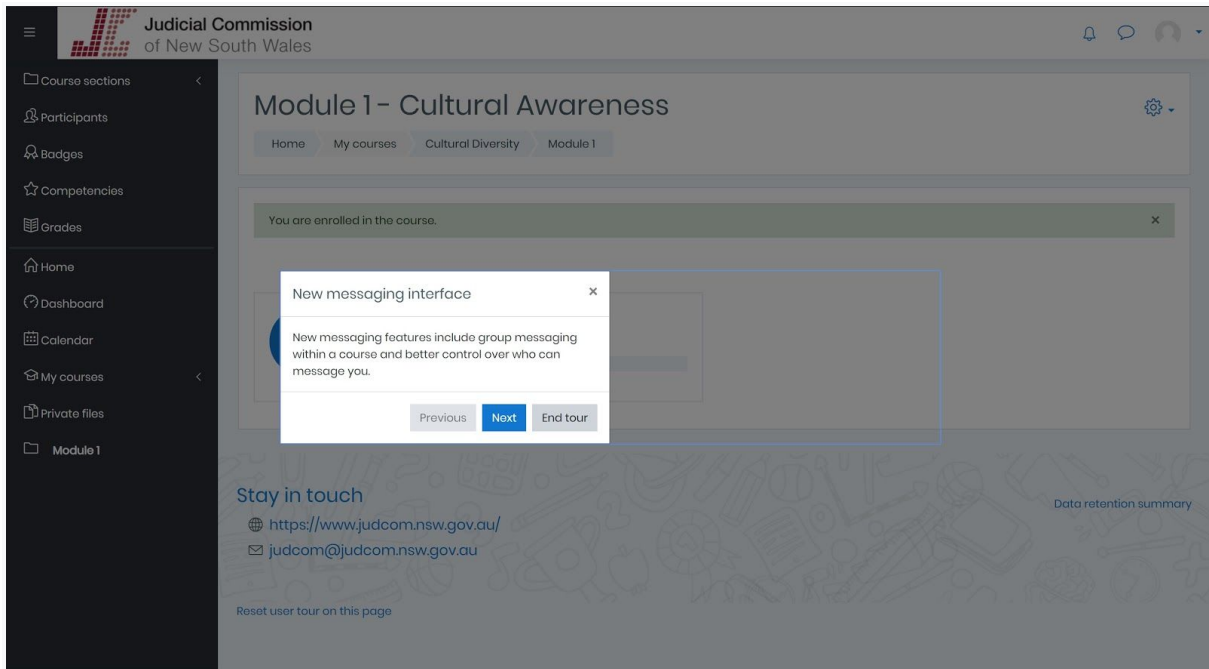 Judicial Commission
of New South Wales
Course sections
Participants
Badges
Competencies
Grades
Home
Dashboard
Calendar
My courses
Private files
Module 1
Module 1 - Cultural Awareness
Home My courses Cultural Diversity Module 1
You are enrolled in the course.
New messaging interface
New messaging features include group messaging
within a course and better control over who can
message you.
Previous Next End tour
Stay in touch
https://www.judcom.nsw.gov.au/
judcom@judcom.nsw.gov.au
Data retention summary
Reset user tour on this page